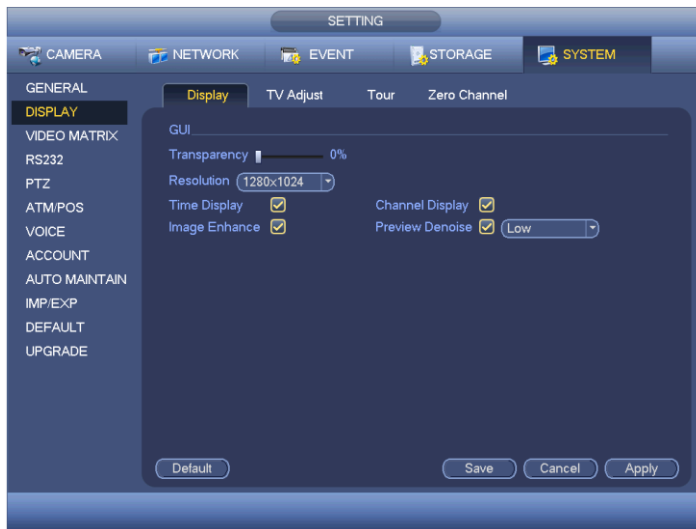 SETTING
CAMERA NETWORK EVENT STORAGE SYSTEM
GENERAL
DISPLAY
VIDEO MATRIX
RS232
PTZ
ATM/POS
VOICE
ACCOUNT
AUTO MAINTAIN
IMP/EXP
DEFAULT
UPGRADE
Display TV Adjust Tour Zero Channel
GUI
Transparency 0%
Resolution 1280x1024
Time Display Channel Display
Image Enhance Preview Denoise Low
Default Save Cancel Apply